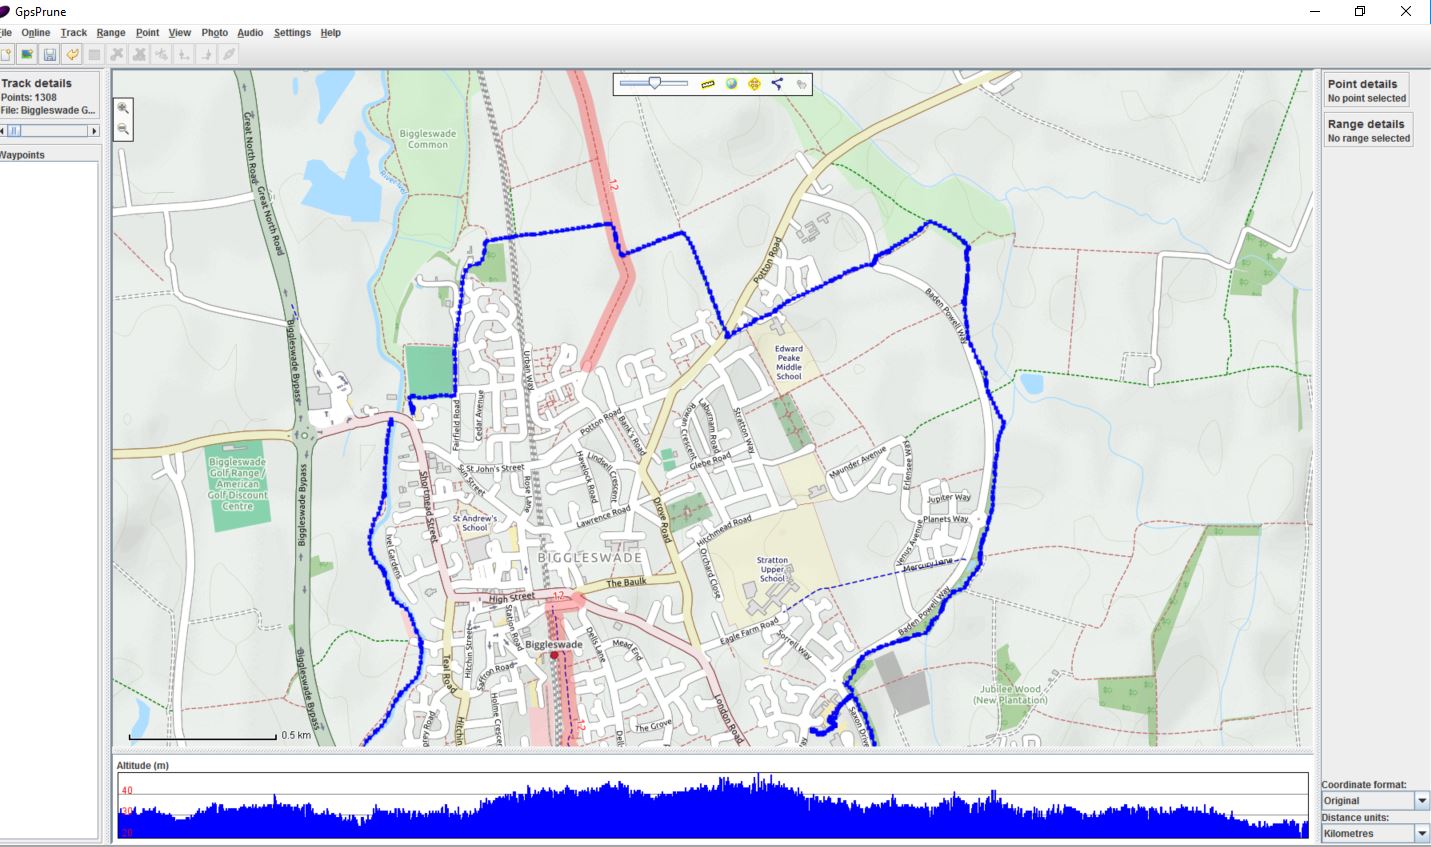 GpsPrune
File Online Track Range Point View Photo Audio Settings Help
Track details
Points: 1308
File: Biggleswade G...
Waypoints
Point details
No point selected
Range details
No range selected
Biggleswade
Common
River Ivel
Great North Road
Great North Road
12
Potton Road
Baden Powell Way
Biggleswade Bypass
Edward
Peake
Middle
School
Urban Way
Cedar Avenue
Fairfield Road
Potton Road
Bank's Road
Rowan Crescent
Laburnam Road
Stratton Way
Glebe Road
Lindsell Crescent
Havelock Road
Biggleswade
Golf Range /
American
Golf Discount
Centre
Biggleswade Bypass
Shortmead Street
St John's Street
Rose Lane
Lawrence Road
Drove Road
Hitchmead Road
Maunder Avenue
Erlensee Way
Jupiter Way
Planets Way
Venus Avenue
Mercury Lane
St Andrew's
School
Ivel Gardens
BIGGLESWADE
Orchard Close
Stratton
Upper
School
The Baulk
High Street
12
Station Road
Hitchin Street
Biggleswade
Dells Lane
Mead End
Eagle Farm Road
Sorrell Way
Baden Powell Way
Biggleswade Bypass
Teal Road
Saffron Road
Holme Crescent
Hitchin
12
The Grove
London Road
Saxon Drive
Jubilee Wood
(New Plantation)
0.5 km
Altitude (m)
40
30
20
Coordinate format:
Original
Distance units:
Kilometres